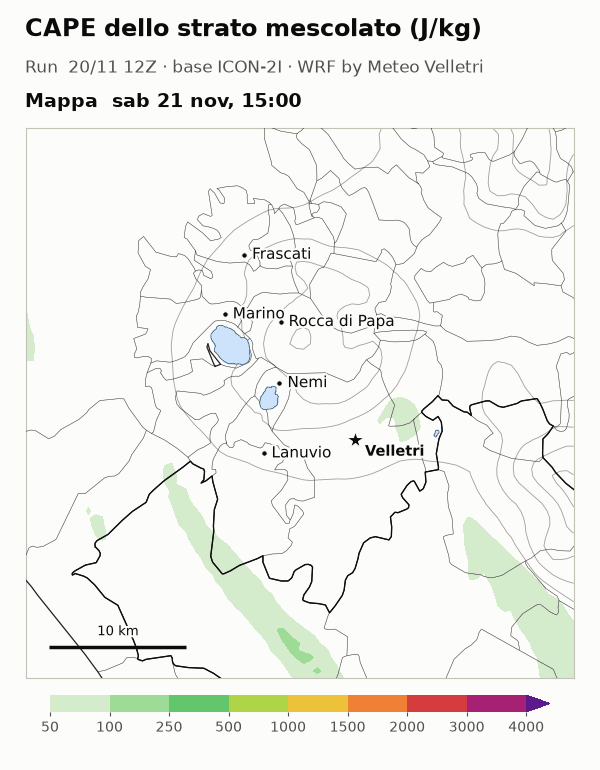 CAPE dello strato mescolato (J/kg)
Run  20/11 12Z · base ICON-2I · WRF by Meteo Velletri
Mappa  sab 21 nov, 15:00
Frascati
Marino
Rocca di Papa
Nemi
Velletri
Lanuvio
10 km
50 100 250 500 1000 1500 2000 3000 4000